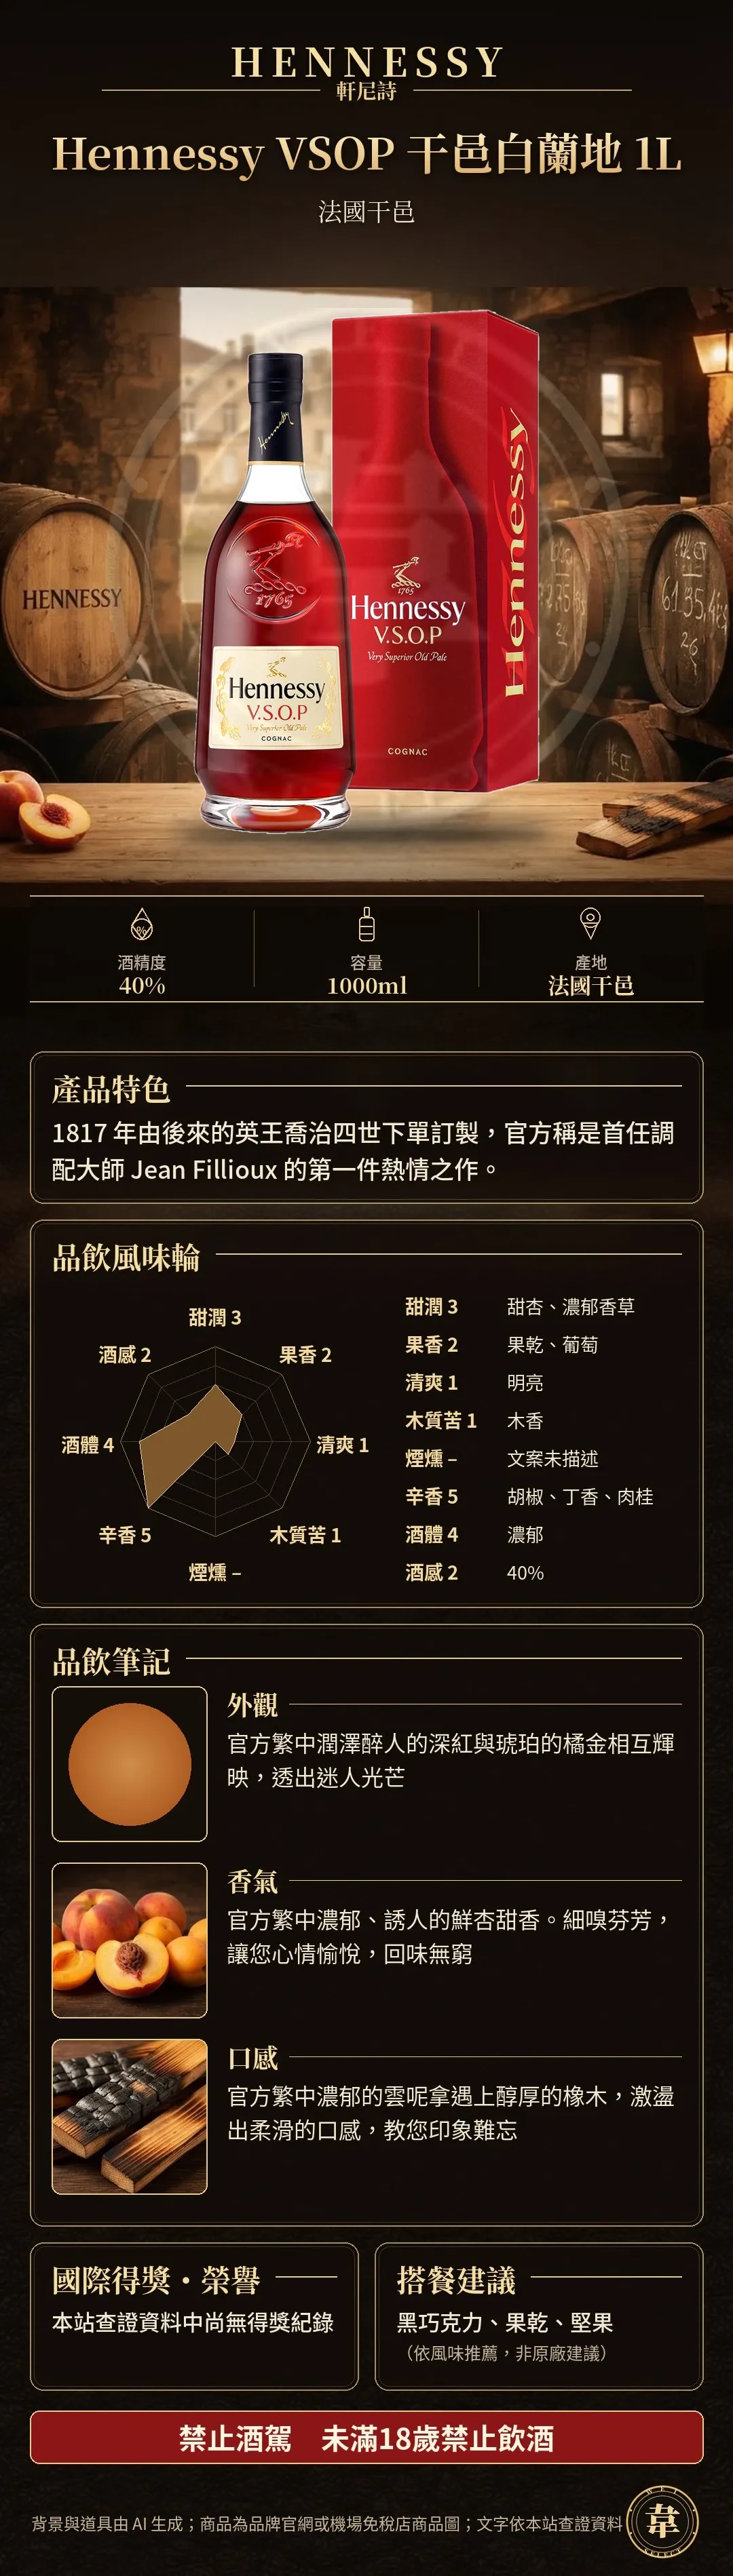 HENNESSY
軒尼詩
Hennessy VSOP 干邑白蘭地 1L
法國干邑
Hennessy
1765
Hennessy
V.S.O.P
Very Superior Old Pale
COGNAC
1765
Hennessy
V.S.O.P
Very Superior Old Pale
COGNAC
Hennessy
HENNESSY
61.35
26
酒精度
40%
容量
1000ml
產地
法國干邑
產品特色
1817 年由後來的英王喬治四世下單訂製，官方稱是首任調
配大師 Jean Fillioux 的第一件熱情之作。
品飲風味輪
甜潤 3
果香 2
清爽 1
木質苦 1
煙燻 –
辛香 5
酒體 4
酒感 2
甜潤 3 甜杏、濃郁香草
果香 2 果乾、葡萄
清爽 1 明亮
木質苦 1 木香
煙燻 – 文案未描述
辛香 5 胡椒、丁香、肉桂
酒體 4 濃郁
酒感 2 40%
品飲筆記
外觀
官方繁中潤澤醉人的深紅與琥珀的橘金相互輝
映，透出迷人光芒
香氣
官方繁中濃郁、誘人的鮮杏甜香。細嗅芬芳，
讓您心情愉悅，回味無窮
口感
官方繁中濃郁的雲呢拿遇上醇厚的橡木，激盪
出柔滑的口感，教您印象難忘
國際得獎・榮譽
本站查證資料中尚無得獎紀錄
搭餐建議
黑巧克力、果乾、堅果
（依風味推薦，非原廠建議）
禁止酒駕　未滿18歲禁止飲酒
背景與道具由 AI 生成；商品為品牌官網或機場免稅店商品圖；文字依本站查證資料
韋